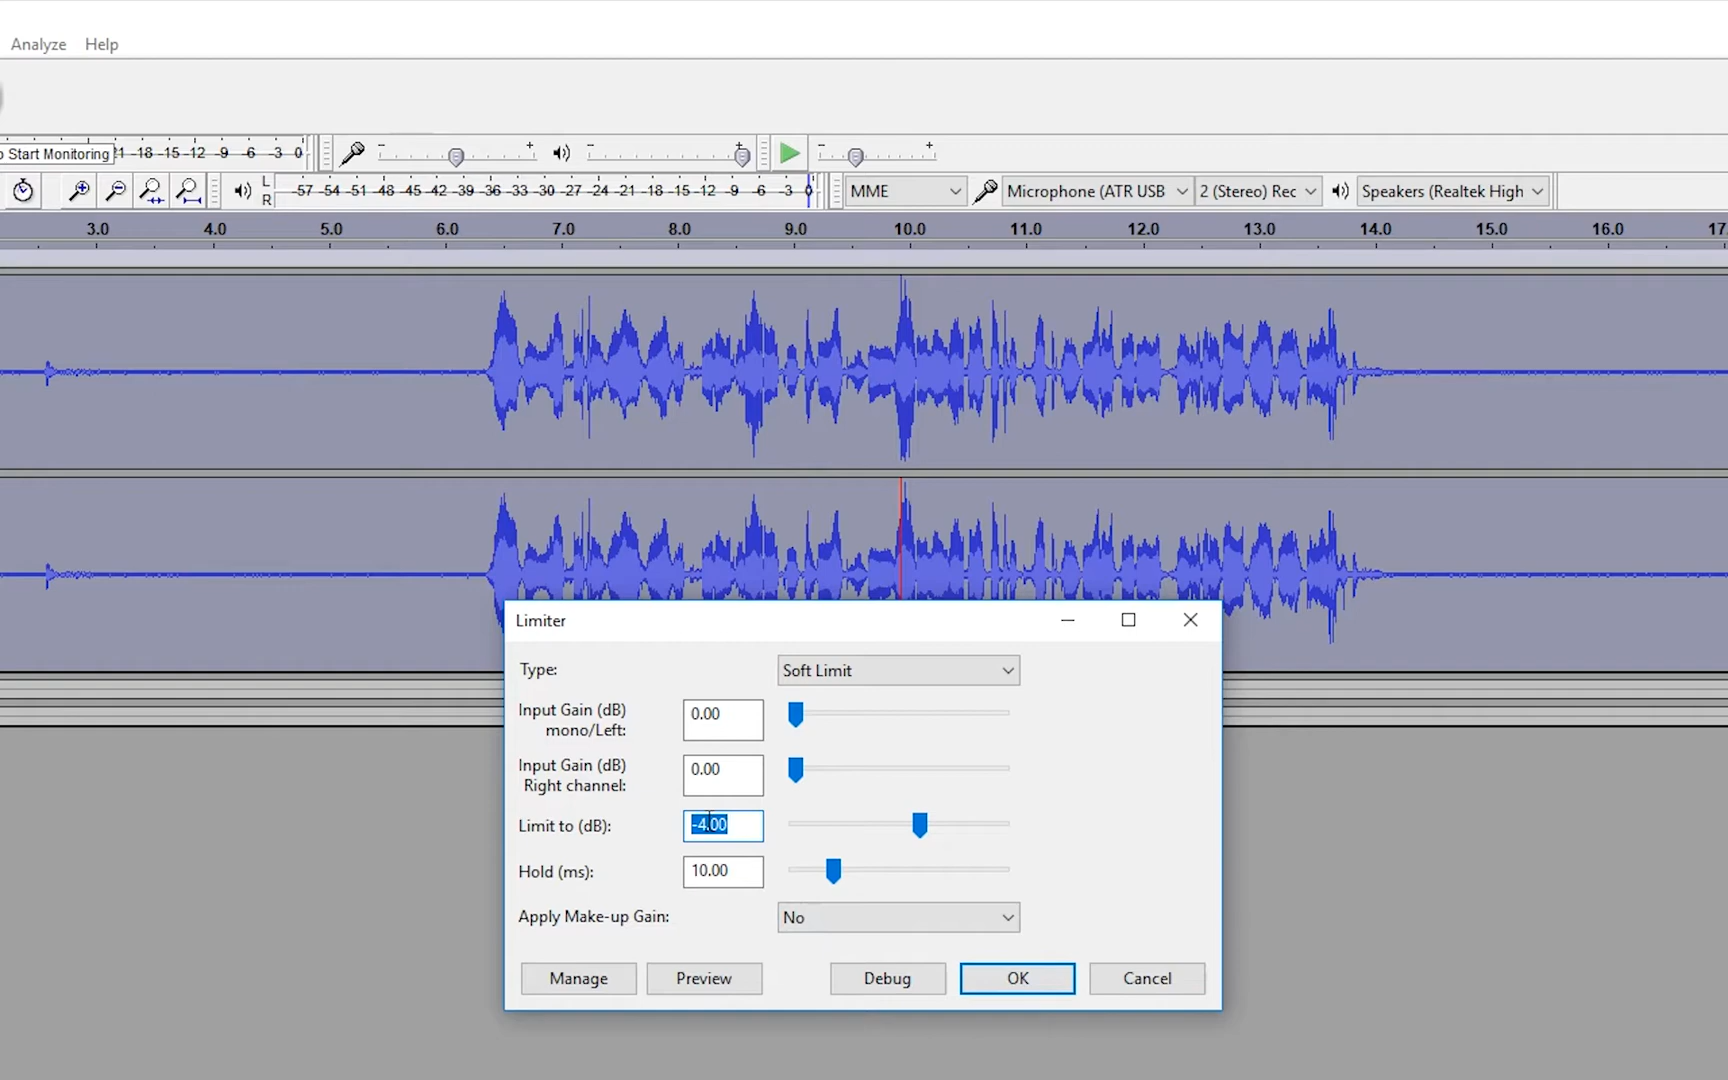 Analyze Help
o Start Monitoring -18 -15 -12 -9 -6 -3 0
- + - + - +
L
R
-57 -54 -51 -48 -45 -42 -39 -36 -33 -30 -27 -24 -21 -18 -15 -12 -9 -6 -3 0
MME Microphone (ATR USB 2 (Stereo) Rec Speakers (Realtek High
3.0 4.0 5.0 6.0 7.0 8.0 9.0 10.0 11.0 12.0 13.0 14.0 15.0 16.0 17.
Limiter
Type: Soft Limit
Input Gain (dB)
mono/Left: 0.00
Input Gain (dB)
Right channel: 0.00
Limit to (dB): -4.00
Hold (ms): 10.00
Apply Make-up Gain: No
Manage Preview Debug OK Cancel